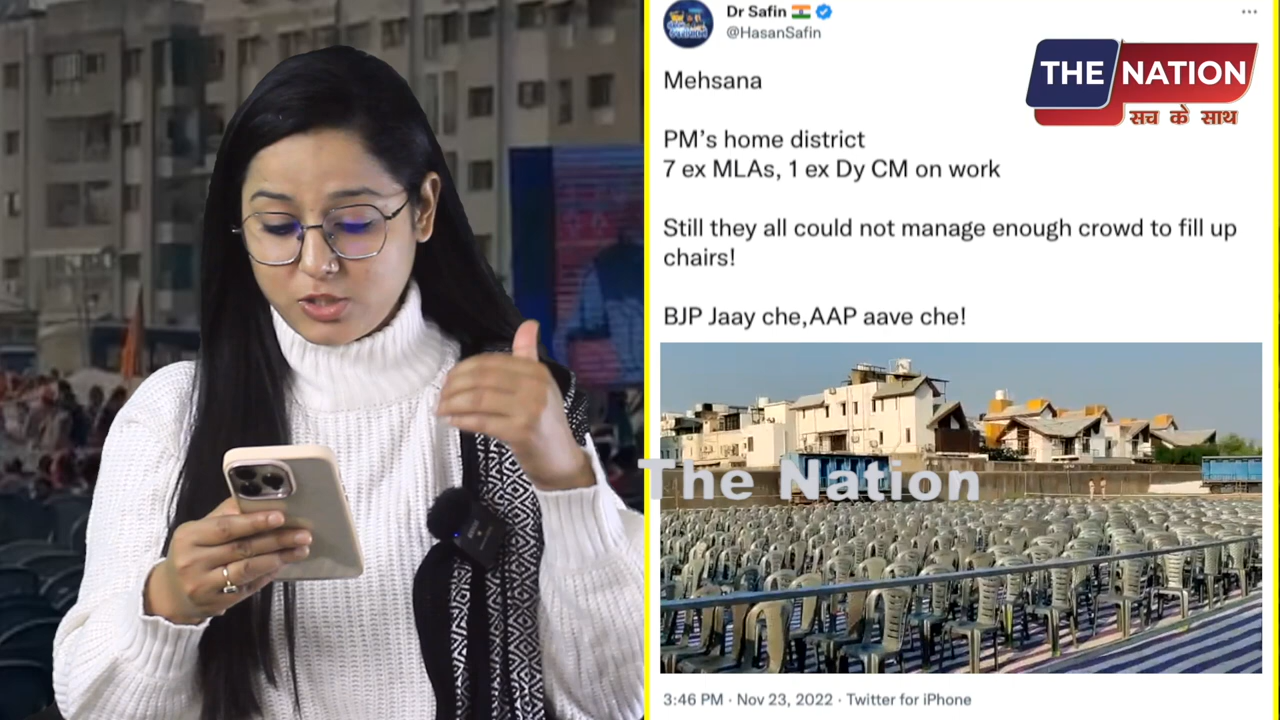 Dr Safin
@HasanSafin
THE NATION
सच के साथ
Mehsana
PM's home district
7 ex MLAs, 1 ex Dy CM on work
Still they all could not manage enough crowd to fill up
chairs!
BJP Jaay che,AAP aave che!
The Nation
3:46 PM · Nov 23, 2022 · Twitter for iPhone